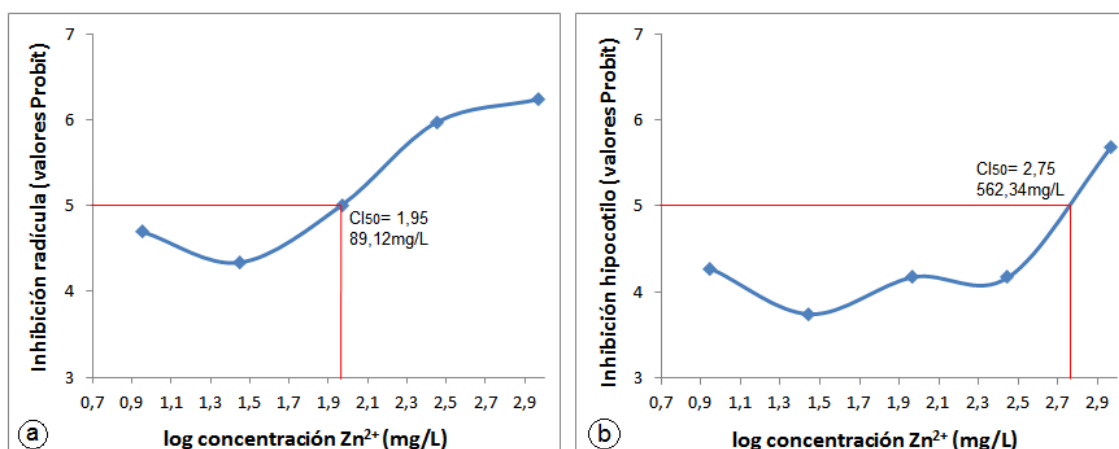 Inhibición radícula (valores Probit)
7
6
5
4
3
CI50= 1,95
89,12mg/L
0,7 0,9 1,1 1,3 1,5 1,7 1,9 2,1 2,3 2,5 2,7 2,9
log concentración Zn²⁺ (mg/L)
a
Inhibición hipocotilo (valores Probit)
7
6
5
4
3
CI50= 2,75
562,34mg/L
0,7 0,9 1,1 1,3 1,5 1,7 1,9 2,1 2,3 2,5 2,7 2,9
log concentración Zn²⁺ (mg/L)
b